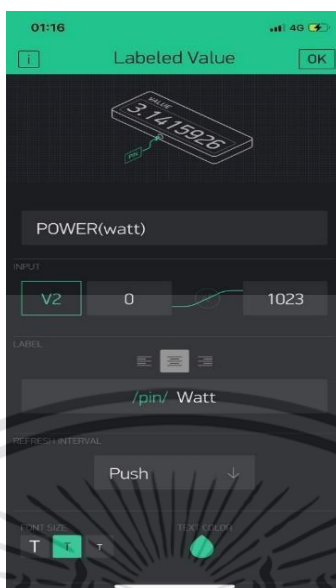 01:16 4G
i Labeled Value OK
VALUE
3.1415926
PIN
POWER(watt)
INPUT
V2 0 1023
LABEL
/pin/ Watt
REFRESH INTERVAL
Push
FONT SIZE TEXT COLOR
T T T